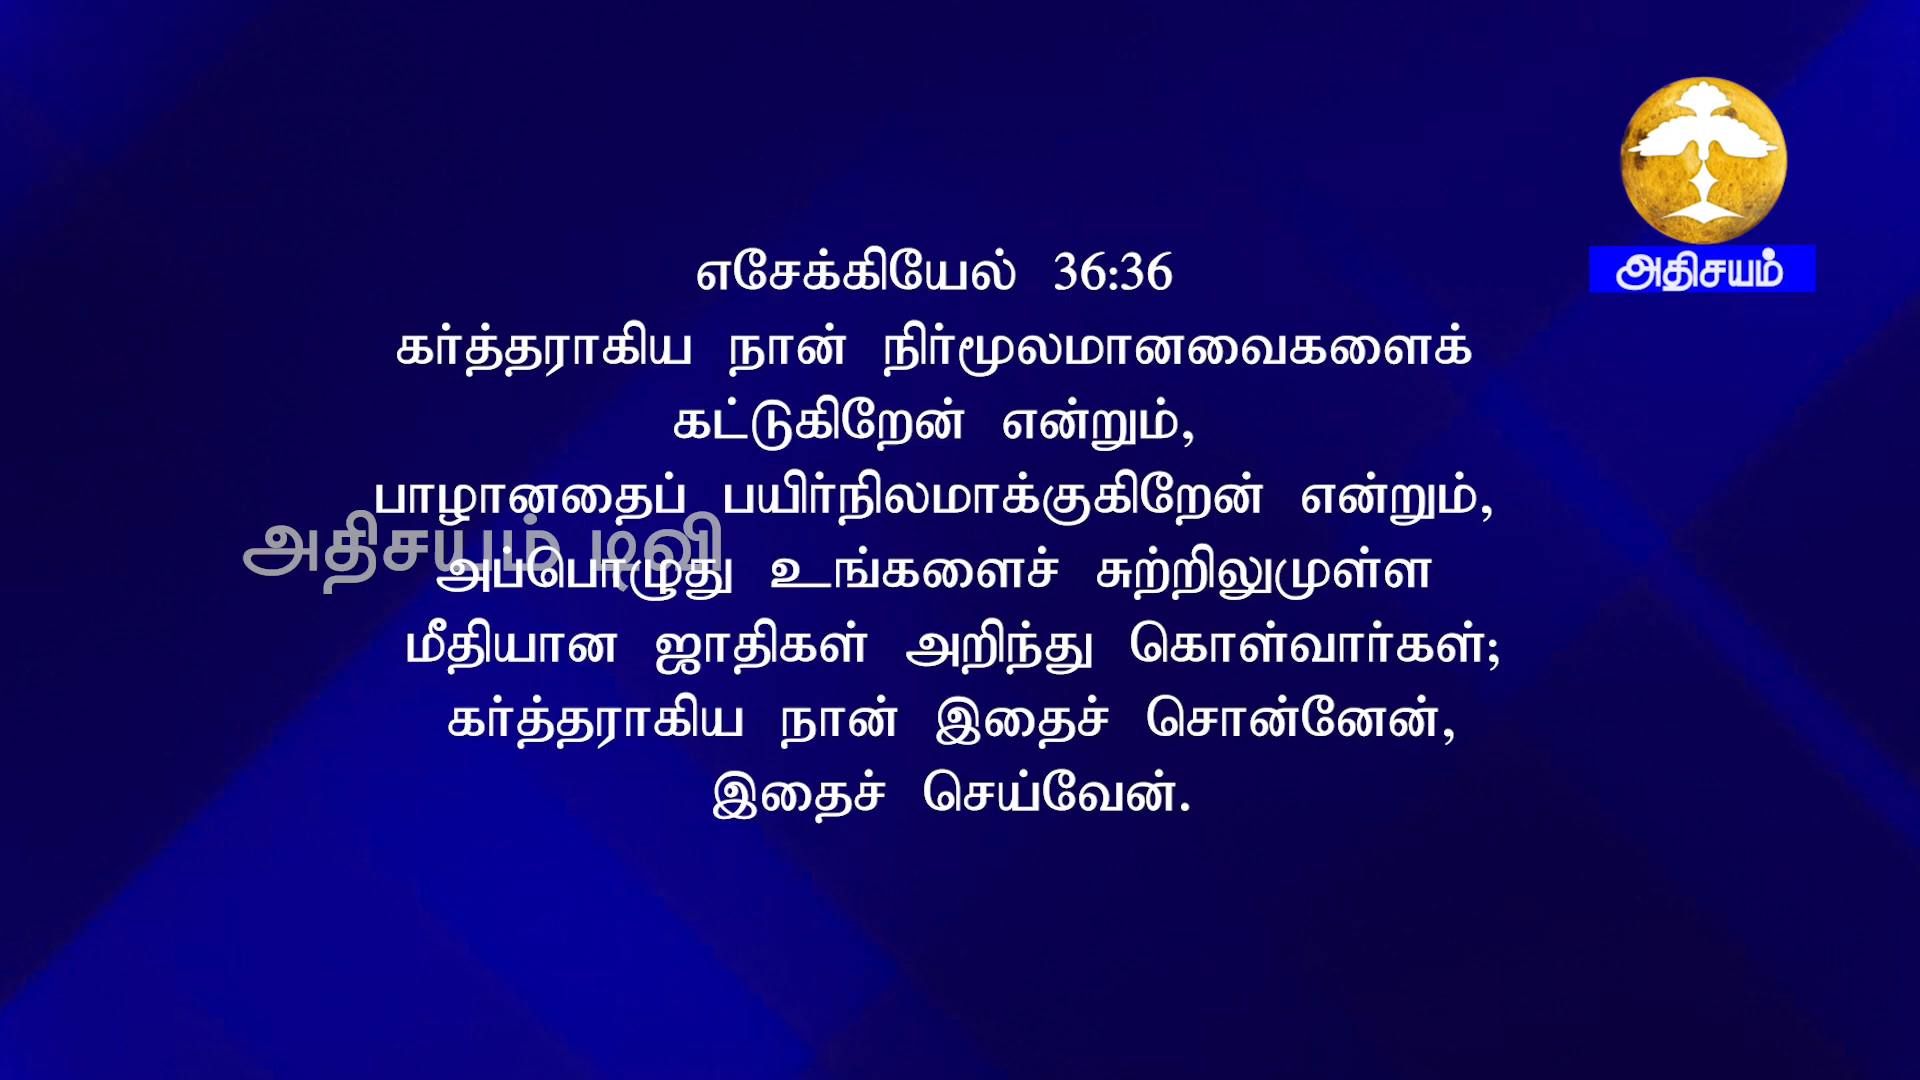 அதிசயம்
எசேக்கியேல் 36:36
கர்த்தராகிய நான் நிர்மூலமானவைகளைக்
கட்டுகிறேன் என்றும்,
பாழானதைப் பயிர்நிலமாக்குகிறேன் என்றும்,
அதிசயம் டிவி
அப்பொழுது உங்களைச் சுற்றிலுமுள்ள
மீதியான ஜாதிகள் அறிந்து கொள்வார்கள்;
கர்த்தராகிய நான் இதைச் சொன்னேன்,
இதைச் செய்வேன்.